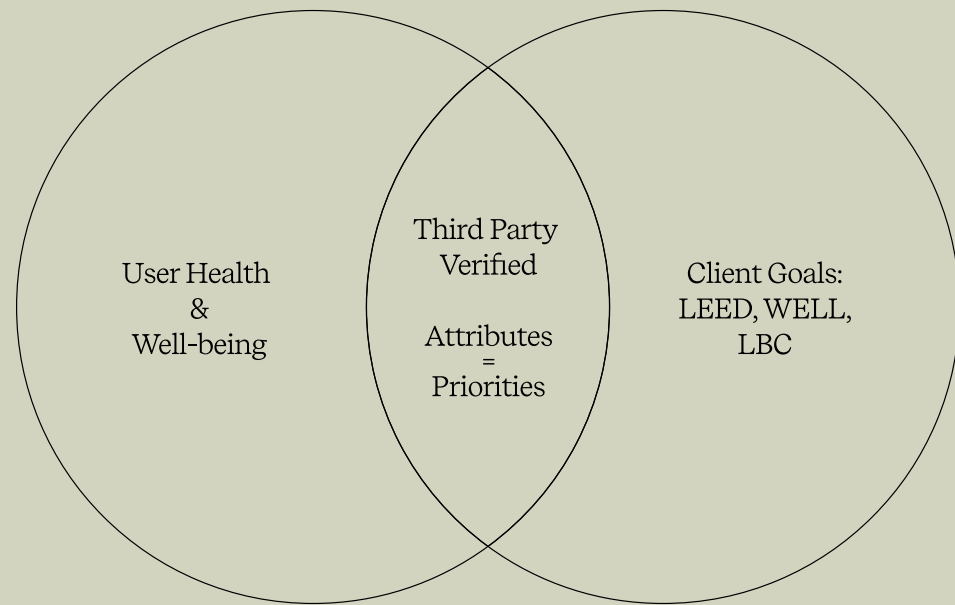 User Health
&
Well-being
Third Party
Verified
Attributes
=
Priorities
Client Goals:
LEED, WELL,
LBC